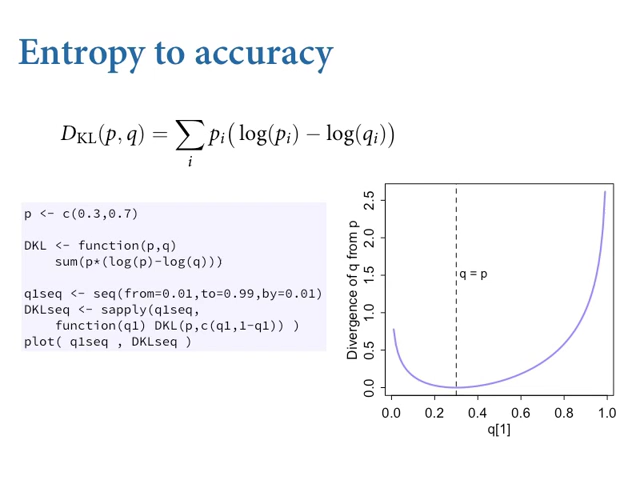 Entropy to accuracy
D_KL(p, q) = ∑_i p_i( log(p_i) − log(q_i))
p <- c(0.3,0.7)
DKL <- function(p,q)
    sum(p*(log(p)-log(q)))
q1seq <- seq(from=0.01,to=0.99,by=0.01)
DKLseq <- sapply(q1seq,
    function(q1) DKL(p,c(q1,1-q1)) )
plot( q1seq , DKLseq )
Divergence of q from p
2.5
2.0
1.5
1.0
0.5
0.0
q = p
0.0 0.2 0.4 0.6 0.8 1.0
q[1]